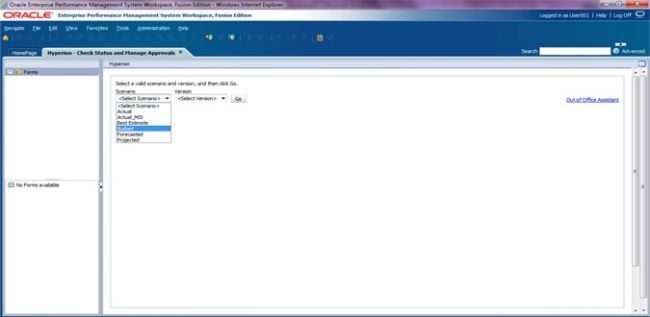 Oracle Enterprise Performance Management System Workspace, Fusion Edition - Windows Internet Explorer
ORACLE Enterprise Performance Management System Workspace, Fusion Edition
Logged in as User001 | Help | Log Off
Navigate File Edit View Favorites Tools Administration Help
HomePage Hyperion - Check Status and Manage Approvals × Search Advanced
Forms
Hyperion
Select a valid scenario and version, and then click Go.
Scenario Version
<Select Scenario> <Select Version> Go
Out of Office Assistant
<Select Scenario>
Actual
Actual_MIS
Best Estimate
Budget
Forecasted
Projected
No Forms available